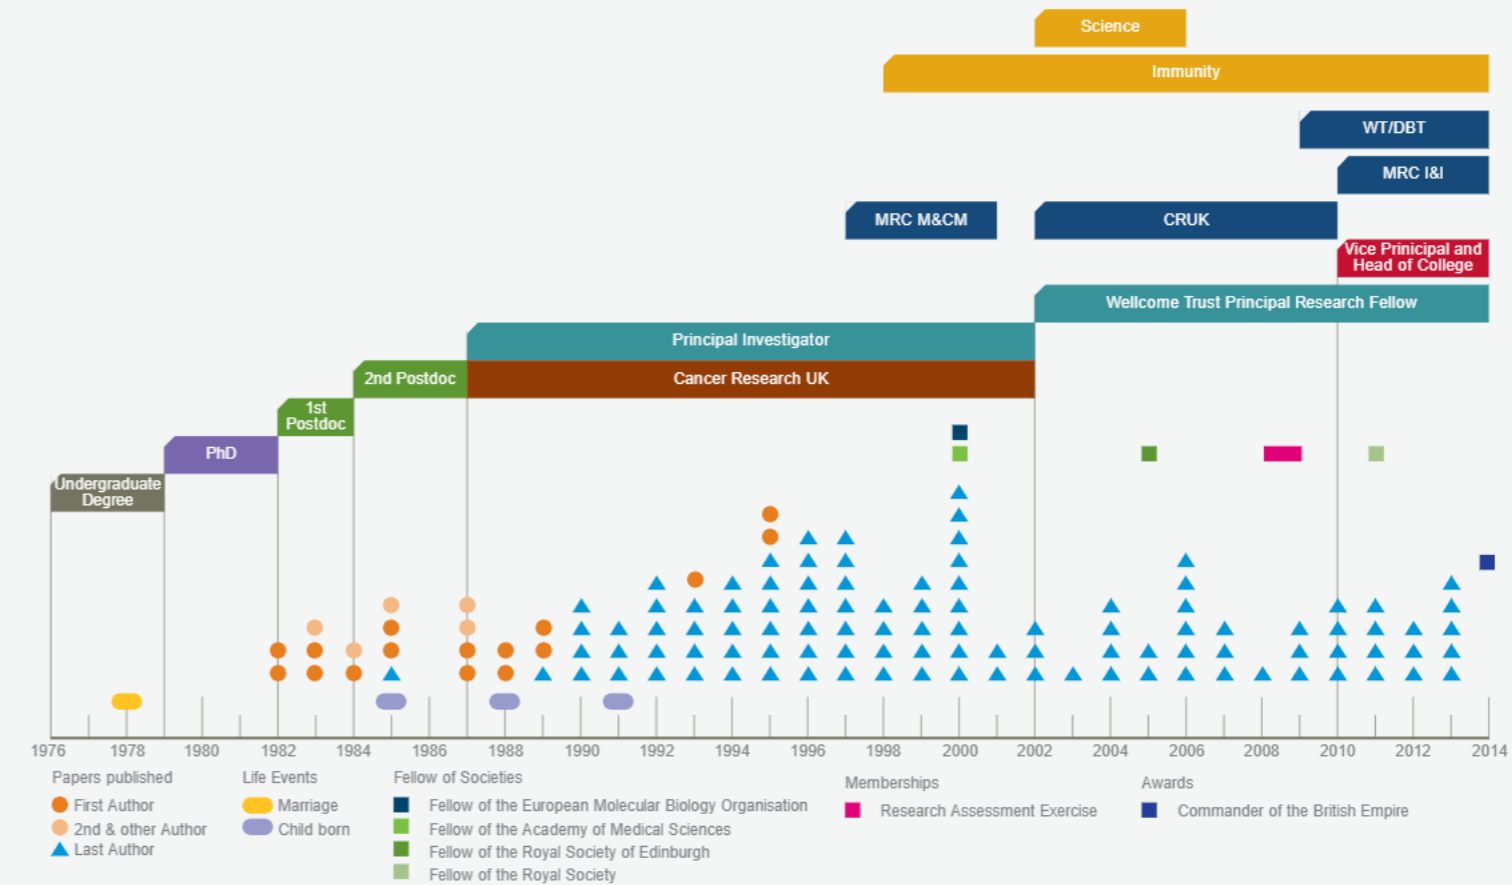 Science
Immunity
WT/DBT
MRC I&I
MRC M&CM
CRUK
Vice Prinicipal and
Head of College
Wellcome Trust Principal Research Fellow
Principal Investigator
2nd Postdoc
Cancer Research UK
1st
Postdoc
PhD
Undergraduate
Degree
1976 1978 1980 1982 1984 1986 1988 1990 1992 1994 1996 1998 2000 2002 2004 2006 2008 2010 2012 2014
Papers published
First Author
2nd & other Author
Last Author
Life Events
Marriage
Child born
Fellow of Societies
Fellow of the European Molecular Biology Organisation
Fellow of the Academy of Medical Sciences
Fellow of the Royal Society of Edinburgh
Fellow of the Royal Society
Memberships
Research Assessment Exercise
Awards
Commander of the British Empire